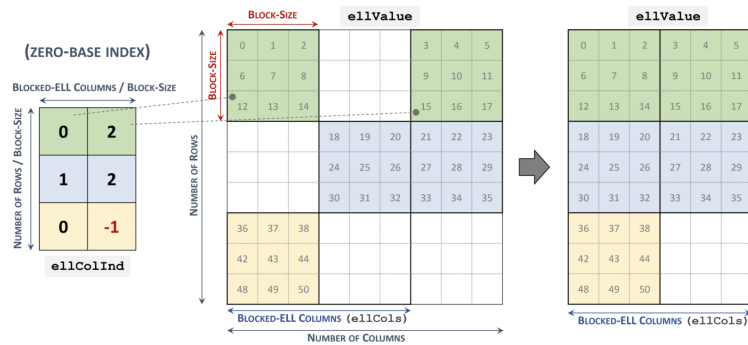 (ZERO-BASE INDEX)
BLOCKED-ELL COLUMNS / BLOCK-SIZE
NUMBER OF ROWS / BLOCK-SIZE
0 2
1 2
0 -1
ellColInd
BLOCK-SIZE
ellValue
BLOCK-SIZE
NUMBER OF ROWS
0 1 2 3 4 5
6 7 8 9 10 11
12 13 14 15 16 17
18 19 20 21 22 23
24 25 26 27 28 29
30 31 32 33 34 35
36 37 38
42 43 44
48 49 50
BLOCKED-ELL COLUMNS (ellCols)
NUMBER OF COLUMNS
ellValue
0 1 2 3 4 5
6 7 8 9 10 11
12 13 14 15 16 17
18 19 20 21 22 23
24 25 26 27 28 29
30 31 32 33 34 35
36 37 38
42 43 44
48 49 50
BLOCKED-ELL COLUMNS (ellCols)